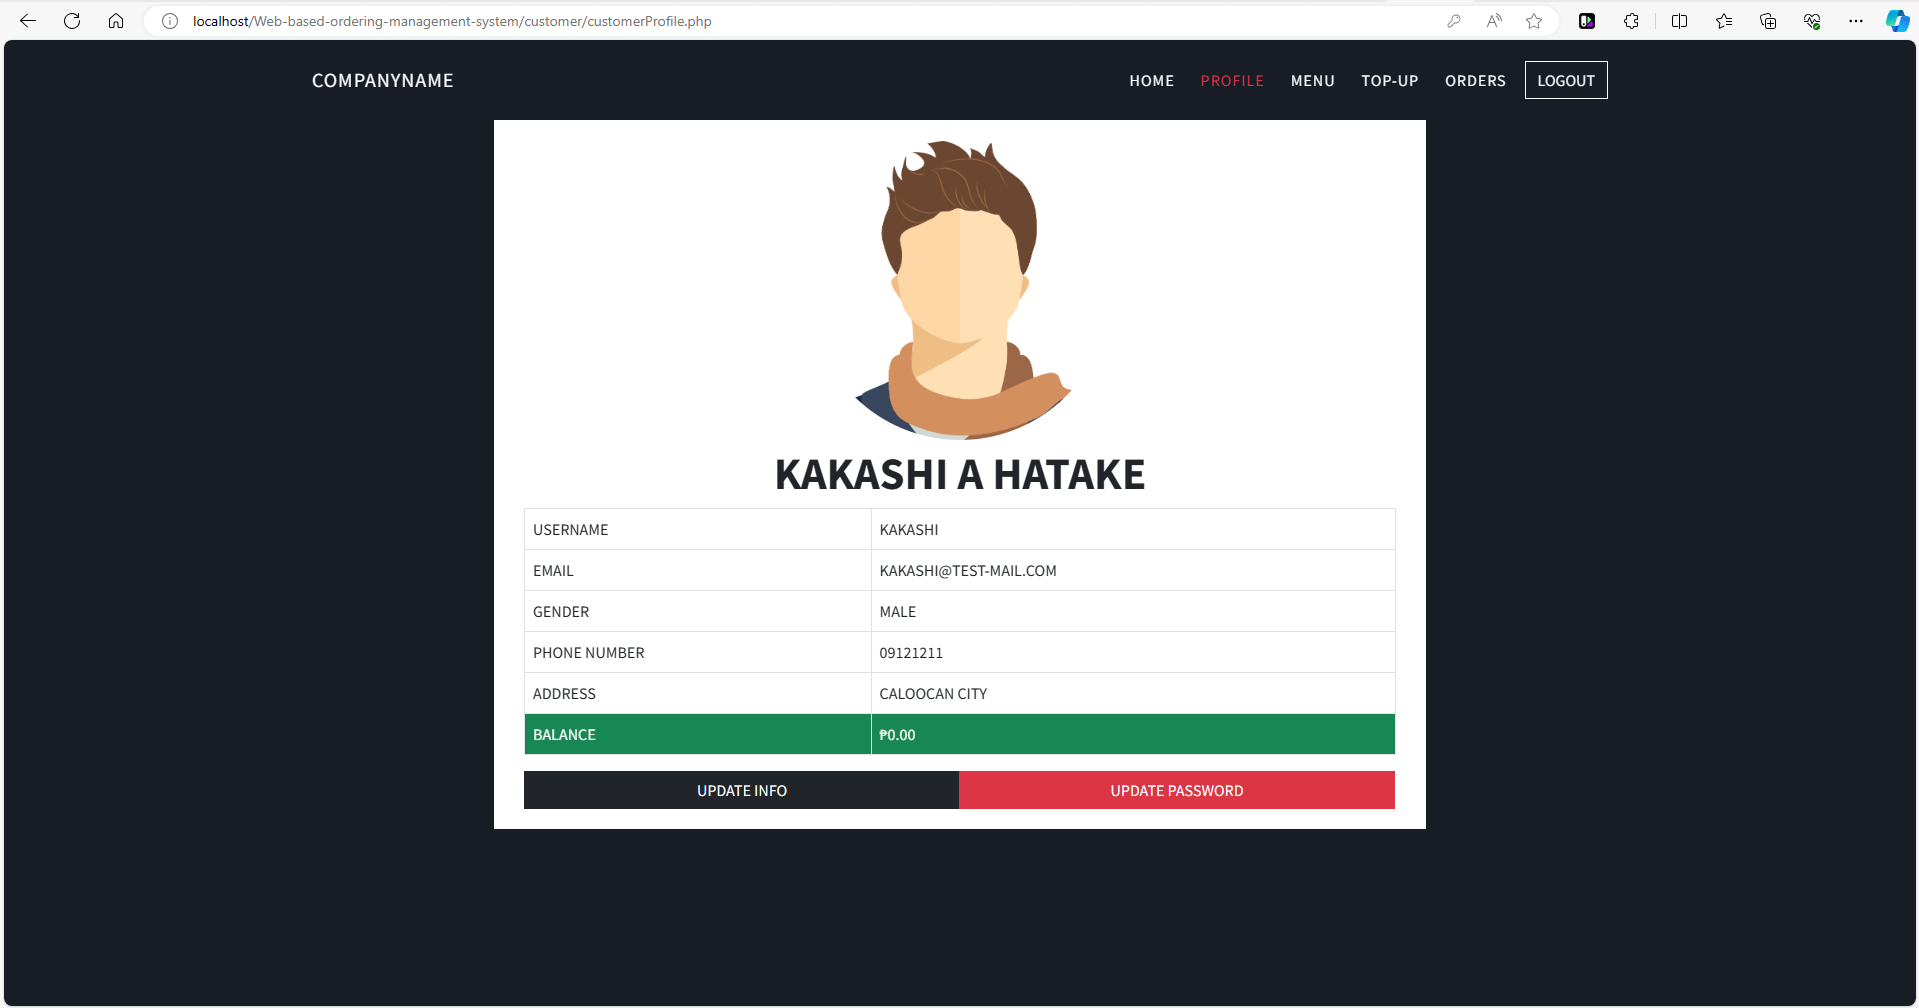 localhost/Web-based-ordering-management-system/customer/customerProfile.php
COMPANYNAME HOME PROFILE MENU TOP-UP ORDERS LOGOUT
KAKASHI A HATAKE
USERNAME KAKASHI
EMAIL KAKASHI@TEST-MAIL.COM
GENDER MALE
PHONE NUMBER 09121211
ADDRESS CALOOCAN CITY
BALANCE ₱0.00
UPDATE INFO UPDATE PASSWORD